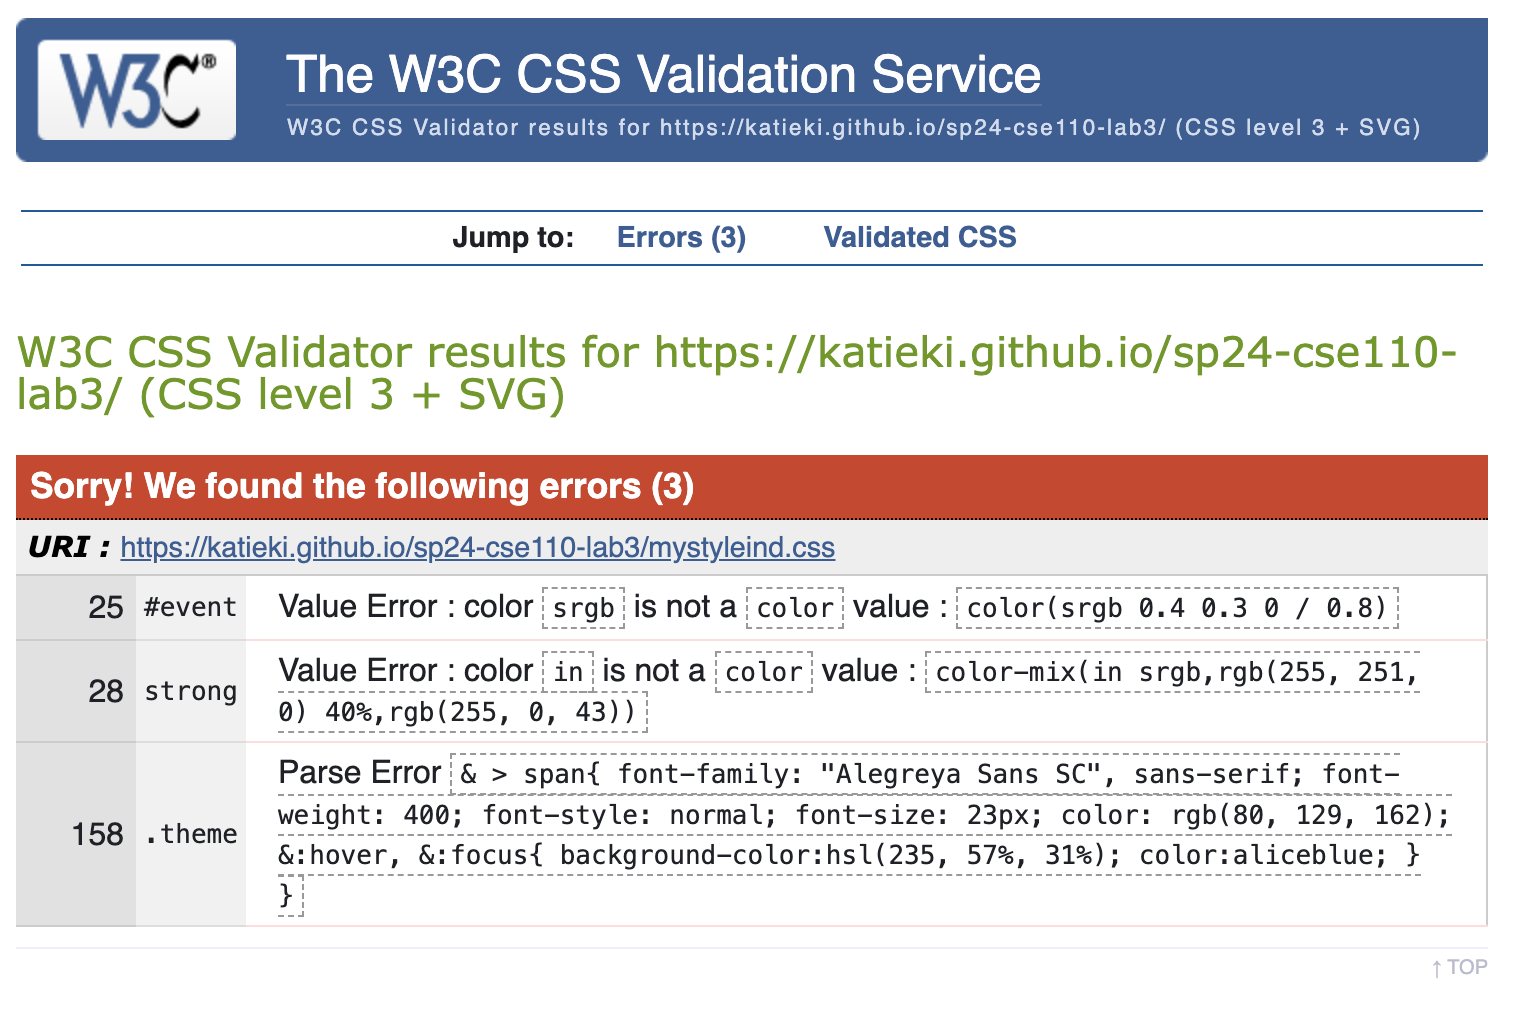 W3C®
The W3C CSS Validation Service
W3C CSS Validator results for https://katieki.github.io/sp24-cse110-lab3/ (CSS level 3 + SVG)
Jump to: Errors (3) Validated CSS
W3C CSS Validator results for https://katieki.github.io/sp24-cse110-
lab3/ (CSS level 3 + SVG)
Sorry! We found the following errors (3)
URI : https://katieki.github.io/sp24-cse110-lab3/mystyleind.css
25 #event Value Error : color srgb is not a color value : color(srgb 0.4 0.3 0 / 0.8)
28 strong Value Error : color in is not a color value : color-mix(in srgb,rgb(255, 251,
0) 40%,rgb(255, 0, 43))
158 .theme Parse Error & > span{ font-family: "Alegreya Sans SC", sans-serif; font-
weight: 400; font-style: normal; font-size: 23px; color: rgb(80, 129, 162);
&:hover, &:focus{ background-color:hsl(235, 57%, 31%); color:aliceblue; }
}
↑ TOP